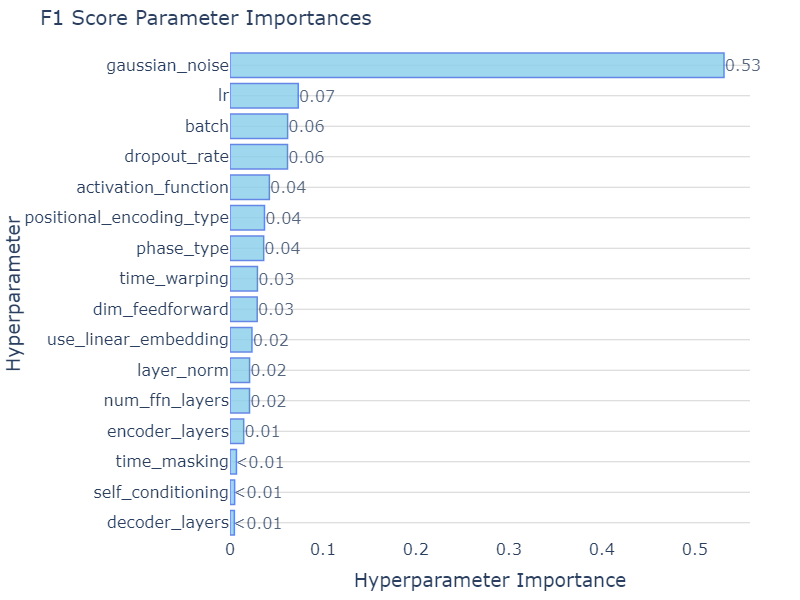 F1 Score Parameter Importances
gaussian_noise 0.53
lr 0.07
batch 0.06
dropout_rate 0.06
activation_function 0.04
positional_encoding_type 0.04
phase_type 0.04
time_warping 0.03
dim_feedforward 0.03
use_linear_embedding 0.02
layer_norm 0.02
num_ffn_layers 0.02
encoder_layers 0.01
time_masking <0.01
self_conditioning <0.01
decoder_layers <0.01
0 0.1 0.2 0.3 0.4 0.5
Hyperparameter Importance
Hyperparameter